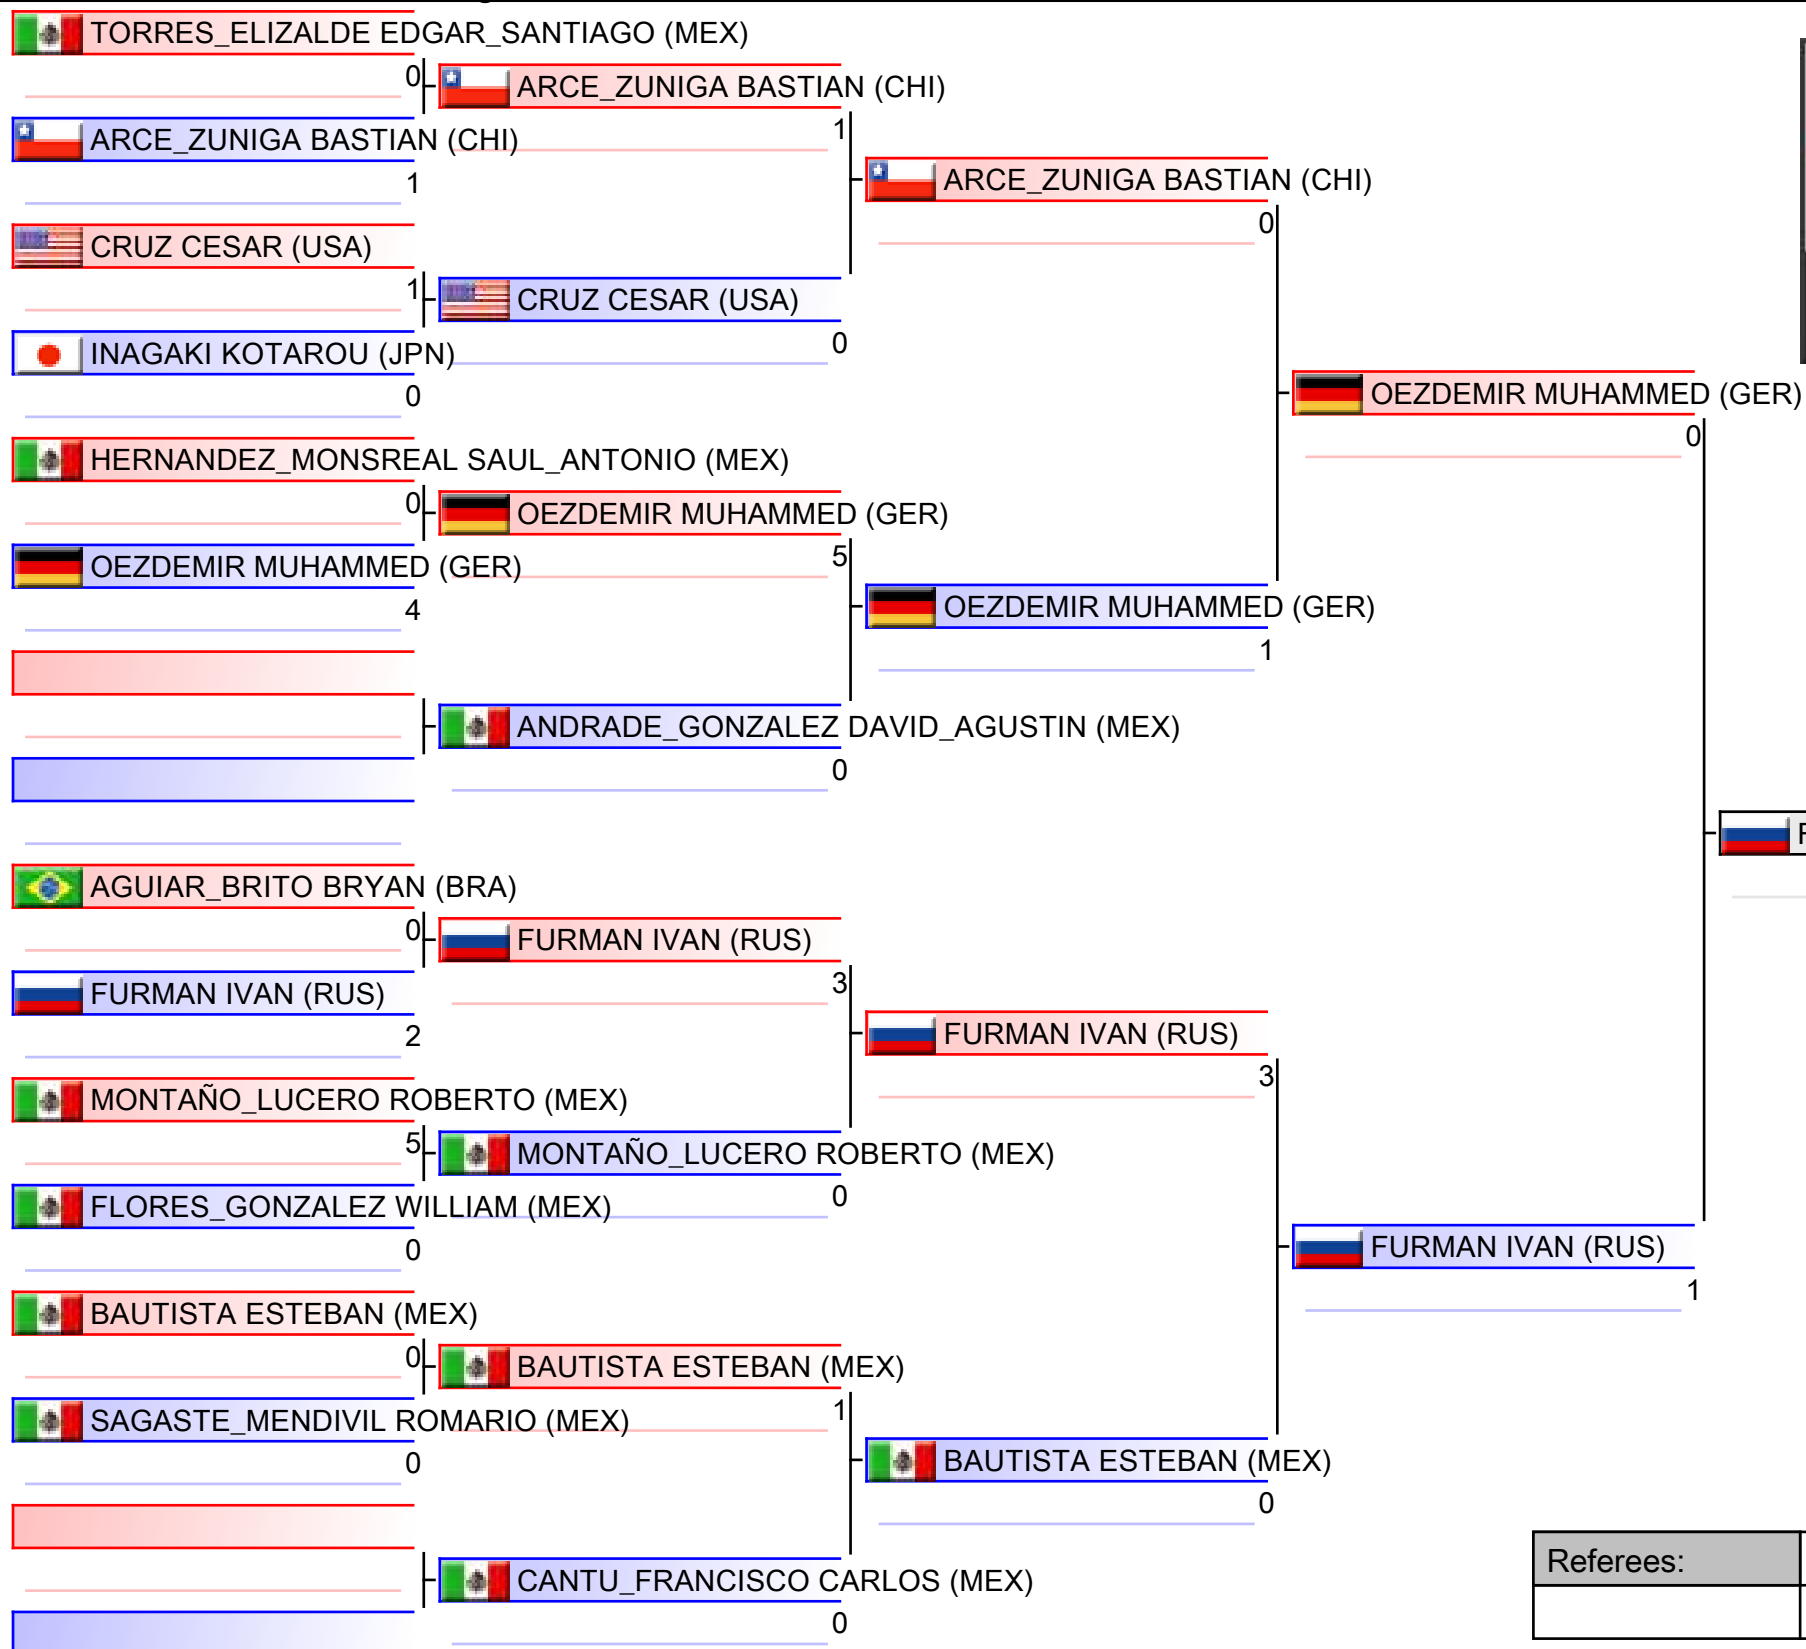 TORRES_ELIZALDE EDGAR_SANTIAGO (MEX)
0
ARCE_ZUNIGA BASTIAN (CHI)
1
CRUZ CESAR (USA)
1
INAGAKI KOTAROU (JPN)
0
HERNANDEZ_MONSREAL SAUL_ANTONIO (MEX)
0
OEZDEMIR MUHAMMED (GER)
4
AGUIAR_BRITO BRYAN (BRA)
0
FURMAN IVAN (RUS)
2
MONTAÑO_LUCERO ROBERTO (MEX)
5
FLORES_GONZALEZ WILLIAM (MEX)
0
BAUTISTA ESTEBAN (MEX)
0
SAGASTE_MENDIVIL ROMARIO (MEX)
0
ARCE_ZUNIGA BASTIAN (CHI)
1
CRUZ CESAR (USA)
0
OEZDEMIR MUHAMMED (GER)
5
ANDRADE_GONZALEZ DAVID_AGUSTIN (MEX)
0
FURMAN IVAN (RUS)
3
MONTAÑO_LUCERO ROBERTO (MEX)
0
BAUTISTA ESTEBAN (MEX)
1
CANTU_FRANCISCO CARLOS (MEX)
0
ARCE_ZUNIGA BASTIAN (CHI)
0
OEZDEMIR MUHAMMED (GER)
1
FURMAN IVAN (RUS)
3
BAUTISTA ESTEBAN (MEX)
0
OEZDEMIR MUHAMMED (GER)
0
FURMAN IVAN (RUS)
1
Referees: